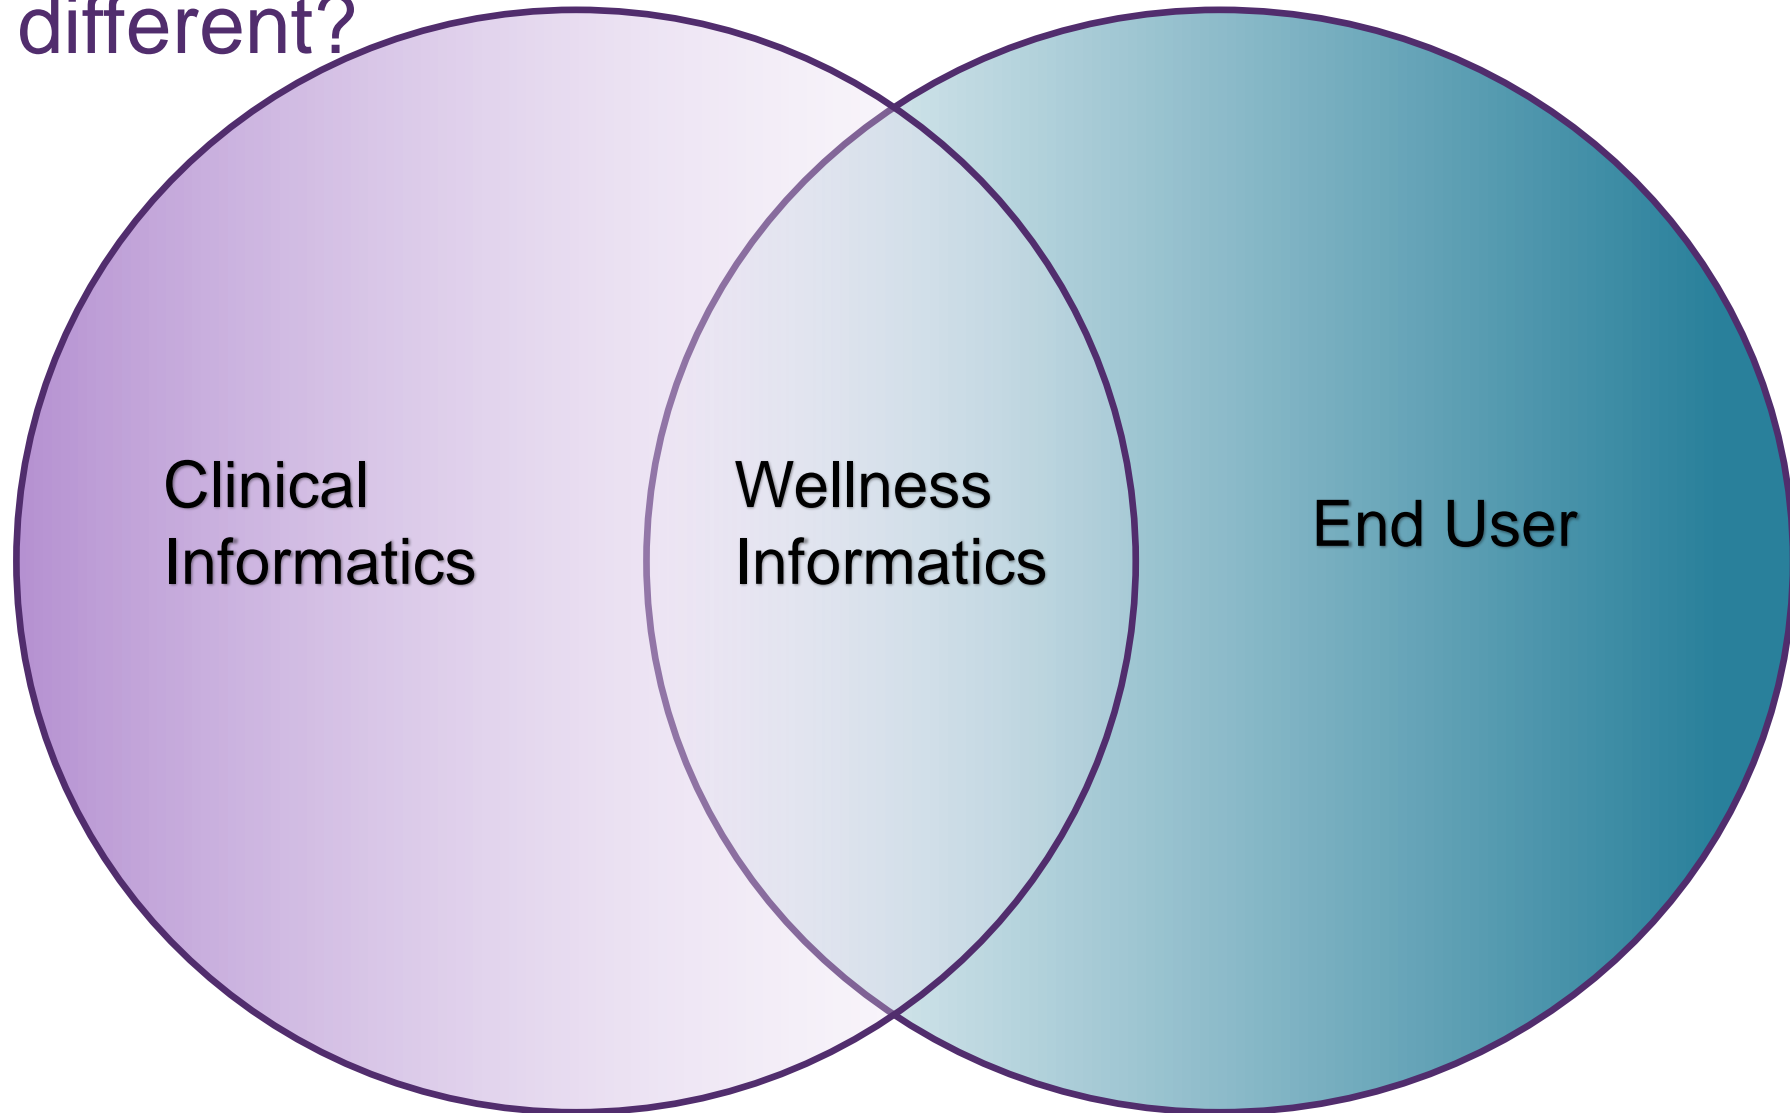 different?
Clinical
Informatics
Wellness
Informatics
End User